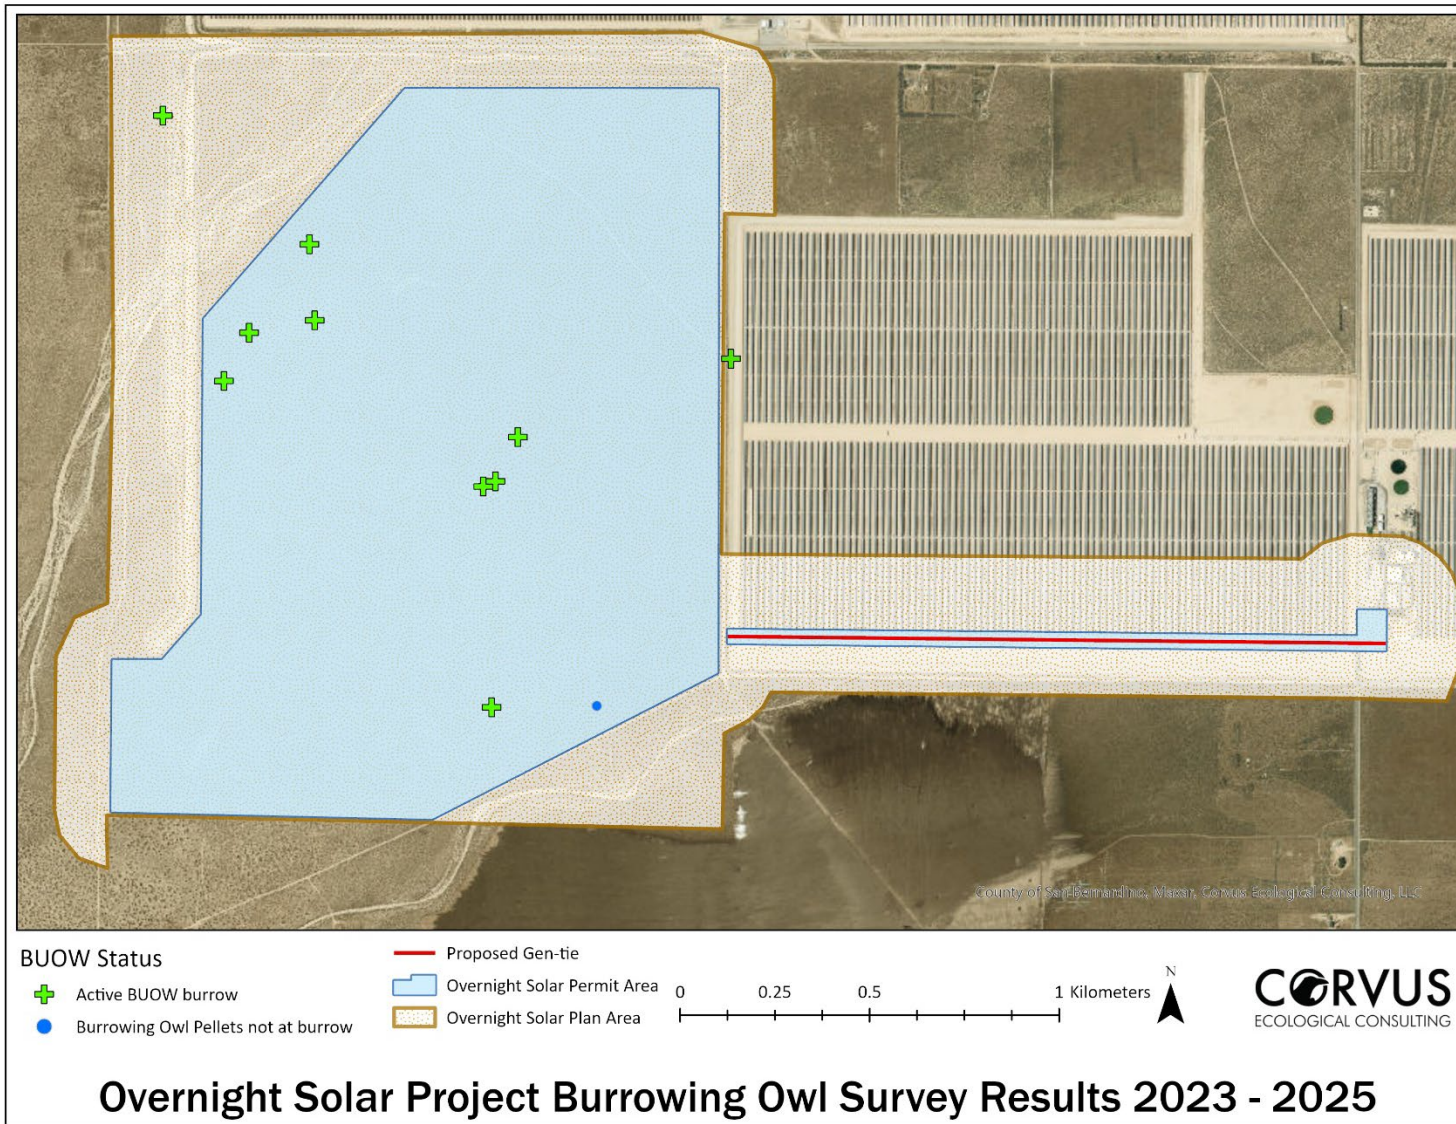 County of San Bernardino, Maxar, Corvus Ecological Consulting, LLC
BUOW Status
Active BUOW burrow
Burrowing Owl Pellets not at burrow
Proposed Gen-tie
Overnight Solar Permit Area
Overnight Solar Plan Area
0 0.25 0.5 1 Kilometers
N
CORVUS
ECOLOGICAL CONSULTING
Overnight Solar Project Burrowing Owl Survey Results 2023 - 2025